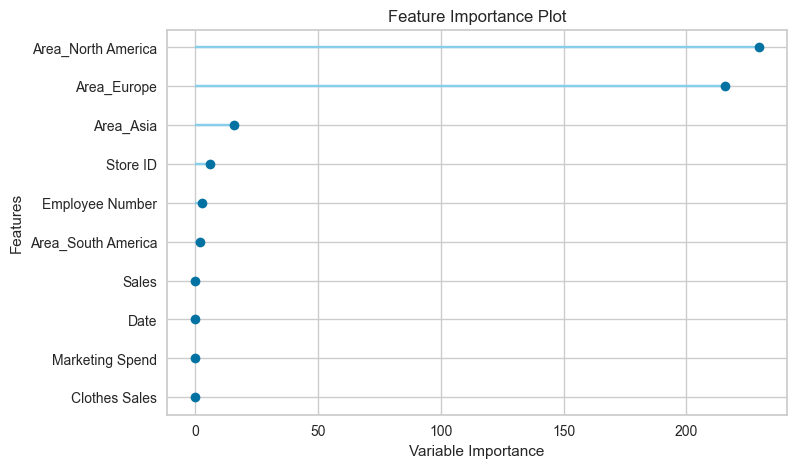 Feature Importance Plot
Features
Area_North America
Area_Europe
Area_Asia
Store ID
Employee Number
Area_South America
Sales
Date
Marketing Spend
Clothes Sales
0 50 100 150 200
Variable Importance